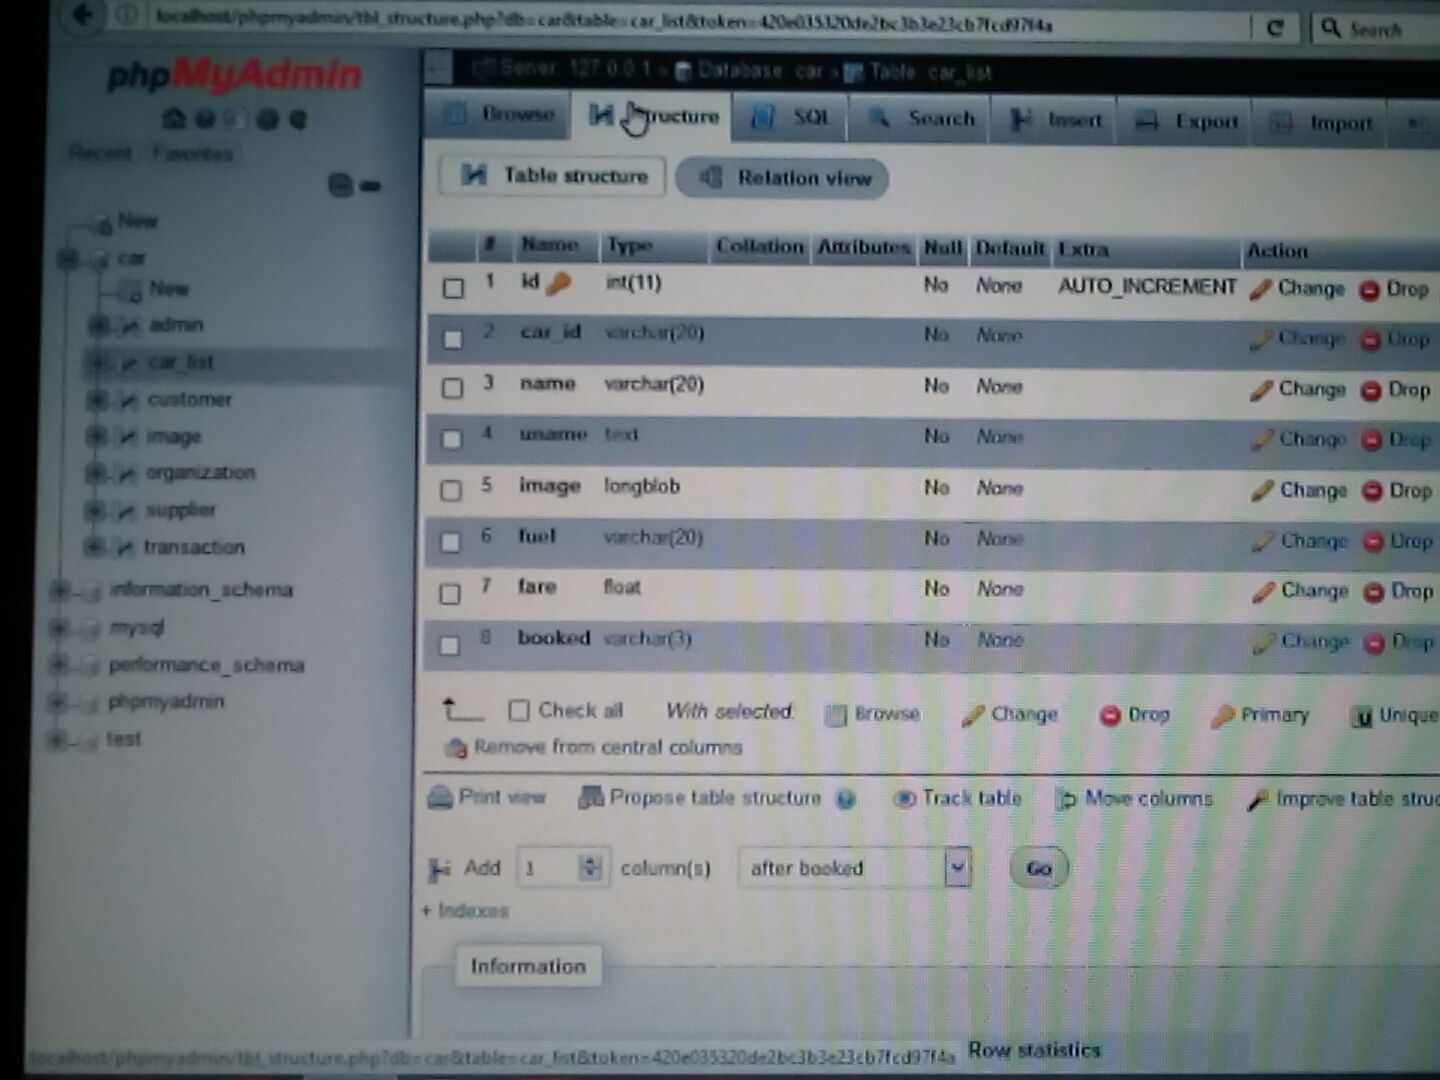 localhost/phpmyadmin/tbl_structure.php?db=car&table=car_list&token=420e035320de2bc3b3e23cb7fcd97f4a
Search
phpMyAdmin
Recent Favorites
New
car
New
admin
car_list
customer
image
organization
supplier
transaction
information_schema
mysql
performance_schema
phpmyadmin
test
Server: 127.0.0.1 » Database: car » Table: car_list
Browse Structure SQL Search Insert Export Import
Table structure Relation view
# Name Type Collation Attributes Null Default Extra Action
1 id int(11) No None AUTO_INCREMENT Change Drop
2 car_id varchar(20) No None Change Drop
3 name varchar(20) No None Change Drop
4 uname text No None Change Drop
5 image longblob No None Change Drop
6 fuel varchar(20) No None Change Drop
7 fare float No None Change Drop
8 booked varchar(3) No None Change Drop
Check all With selected: Browse Change Drop Primary Unique
Remove from central columns
Print view Propose table structure Track table Move columns Improve table struc
Add 1 column(s) after booked Go
+ Indexes
Information
localhost/phpmyadmin/tbl_structure.php?db=car&table=car_list&token=420e035320de2bc3b3e23cb7fcd97f4a
Row statistics